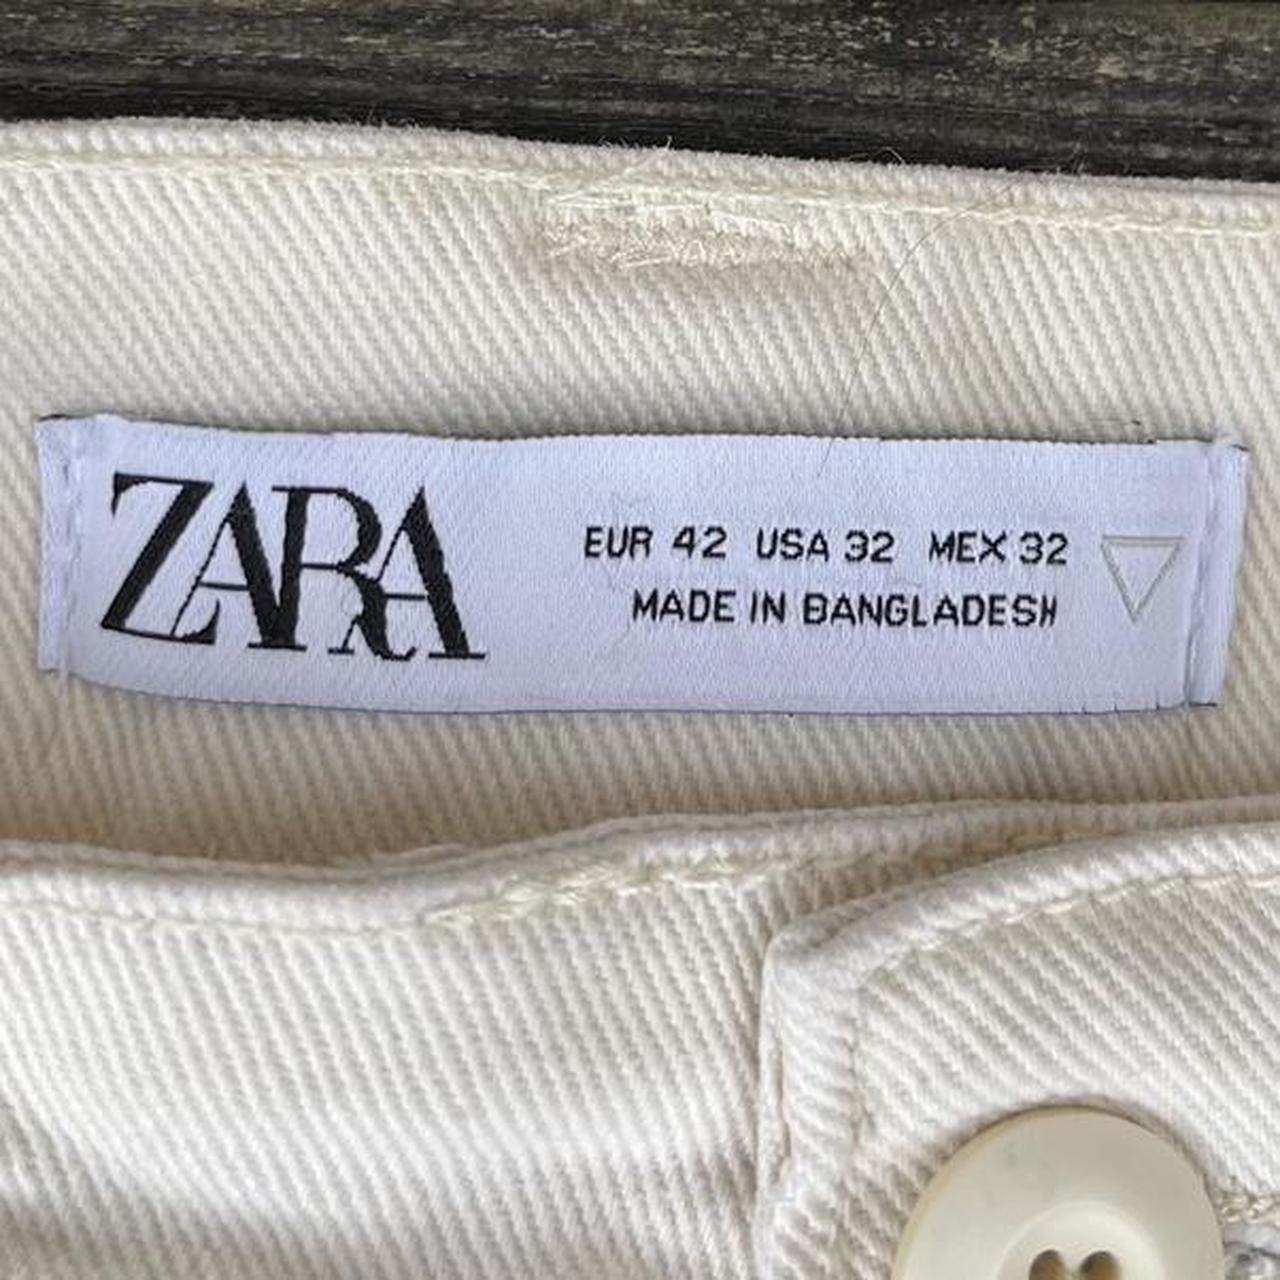 ZARA
EUR 42 USA 32 MEX 32
MADE IN BANGLADESH